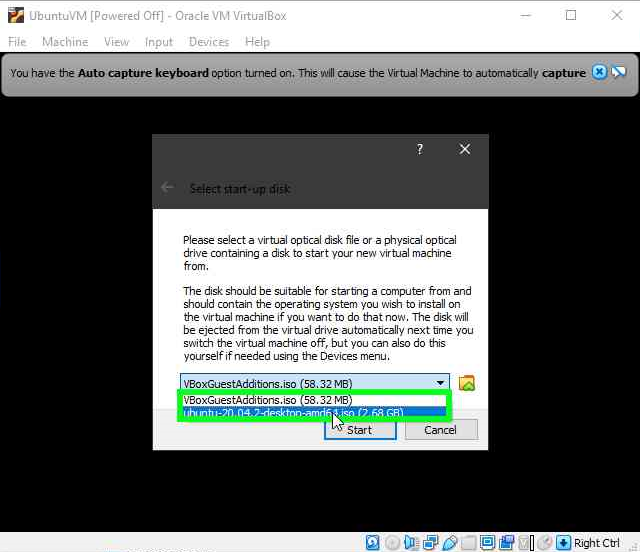 UbuntuVM [Powered Off] - Oracle VM VirtualBox
File Machine View Input Devices Help
You have the Auto capture keyboard option turned on. This will cause the Virtual Machine to automatically capture
?
Select start-up disk
Please select a virtual optical disk file or a physical optical
drive containing a disk to start your new virtual machine
from.
The disk should be suitable for starting a computer from and
should contain the operating system you wish to install on
the virtual machine if you want to do that now. The disk will
be ejected from the virtual drive automatically next time you
switch the virtual machine off, but you can also do this
yourself if needed using the Devices menu.
VBoxGuestAdditions.iso (58.32 MB)
VBoxGuestAdditions.iso (58.32 MB)
ubuntu-20.04.2-desktop-amd64.iso (2.68 GB)
Start Cancel
Right Ctrl